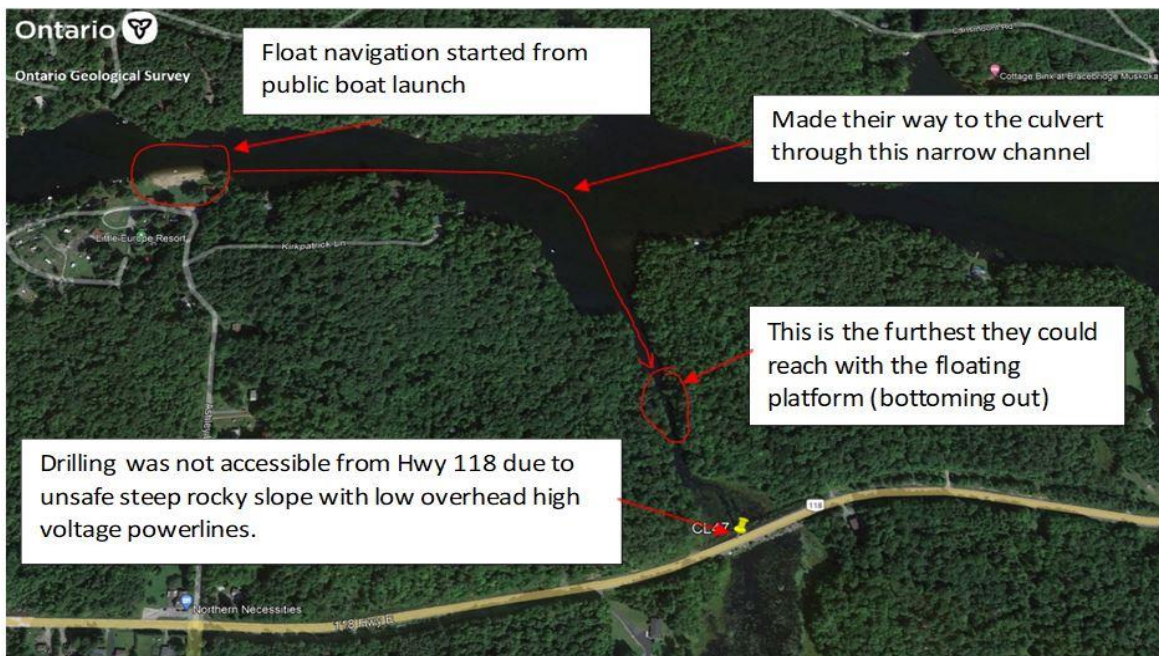 Ontario
Ontario Geological Survey
Float navigation started from
public boat launch
Made their way to the culvert
through this narrow channel
Cottage Binx at Bracebridge Muskoka
Little Europe Resort
Kirkpatrick Ln
This is the furthest they could
reach with the floating
platform (bottoming out)
Drilling was not accessible from Hwy 118 due to
unsafe steep rocky slope with low overhead high
voltage powerlines.
118
CL47
Northern Necessities
118 Hwy E